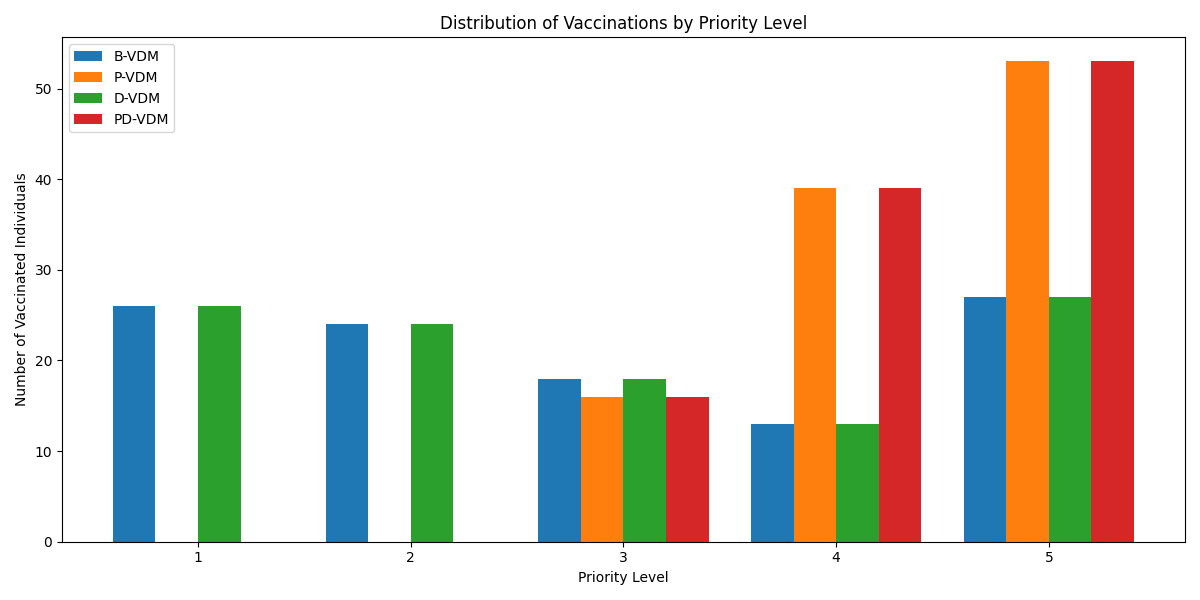 Distribution of Vaccinations by Priority Level
B-VDM
P-VDM
D-VDM
PD-VDM
Number of Vaccinated Individuals
50
40
30
20
10
0
1
2
3
4
5
Priority Level